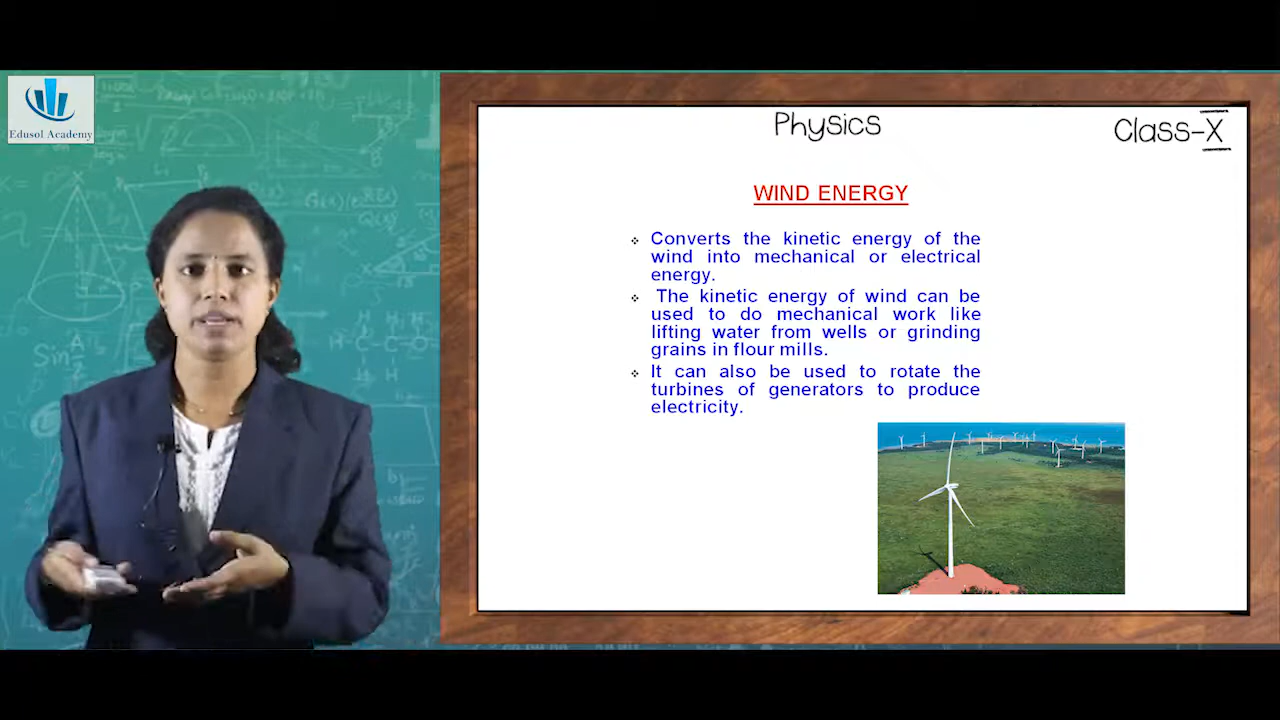 Edusol Academy
Physics
Class-X
WIND ENERGY
❖ Converts the kinetic energy of the
wind into mechanical or electrical
energy.
❖ The kinetic energy of wind can be
used to do mechanical work like
lifting water from wells or grinding
grains in flour mills.
❖ It can also be used to rotate the
turbines of generators to produce
electricity.
H H H
H-C-C-O
Sin A/2